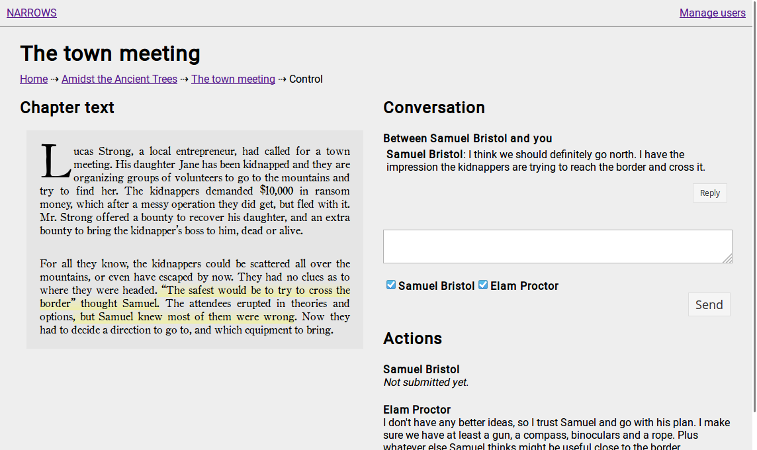 NARROWS
Manage users
The town meeting
Home ⇢ Amidst the Ancient Trees ⇢ The town meeting ⇢ Control
Chapter text
Lucas Strong, a local entrepreneur, had called for a town
meeting. His daughter Jane has been kidnapped and they are
organizing groups of volunteers to go to the mountains and
try to find her. The kidnappers demanded $10,000 in ransom
money, which after a messy operation they did get, but fled with it.
Mr. Strong offered a bounty to recover his daughter, and an extra
bounty to bring the kidnapper's boss to him, dead or alive.
For all they know, the kidnappers could be scattered all over the
mountains, or even have escaped by now. They had no clues as to
where they were headed. “The safest would be to try to cross the
border” thought Samuel. The attendees erupted in theories and
options, but Samuel knew most of them were wrong. Now they
had to decide a direction to go to, and which equipment to bring.
Conversation
Between Samuel Bristol and you
Samuel Bristol: I think we should definitely go north. I have the
impression the kidnappers are trying to reach the border and cross it.
Reply
Samuel Bristol Elam Proctor
Send
Actions
Samuel Bristol
Not submitted yet.
Elam Proctor
I don't have any better ideas, so I trust Samuel and go with his plan. I make
sure we have at least a gun, a compass, binoculars and a rope. Plus
whatever else Samuel thinks might be useful close to the border